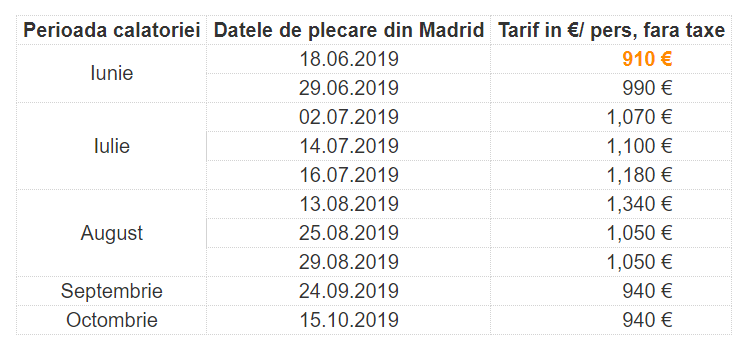 Perioada calatoriei Datele de plecare din Madrid Tarif in €/ pers, fara taxe
Iunie 18.06.2019 910 €
29.06.2019 990 €
Iulie 02.07.2019 1,070 €
14.07.2019 1,100 €
16.07.2019 1,180 €
August 13.08.2019 1,340 €
25.08.2019 1,050 €
29.08.2019 1,050 €
Septembrie 24.09.2019 940 €
Octombrie 15.10.2019 940 €